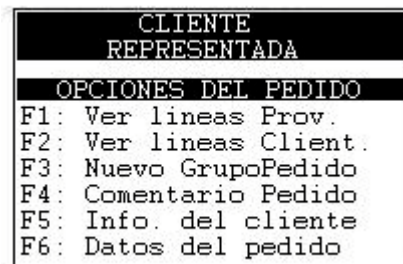 CLIENTE
REPRESENTADA
OPCIONES DEL PEDIDO
F1: Ver lineas Prov.
F2: Ver lineas Client.
F3: Nuevo GrupoPedido
F4: Comentario Pedido
F5: Info. del cliente
F6: Datos del pedido